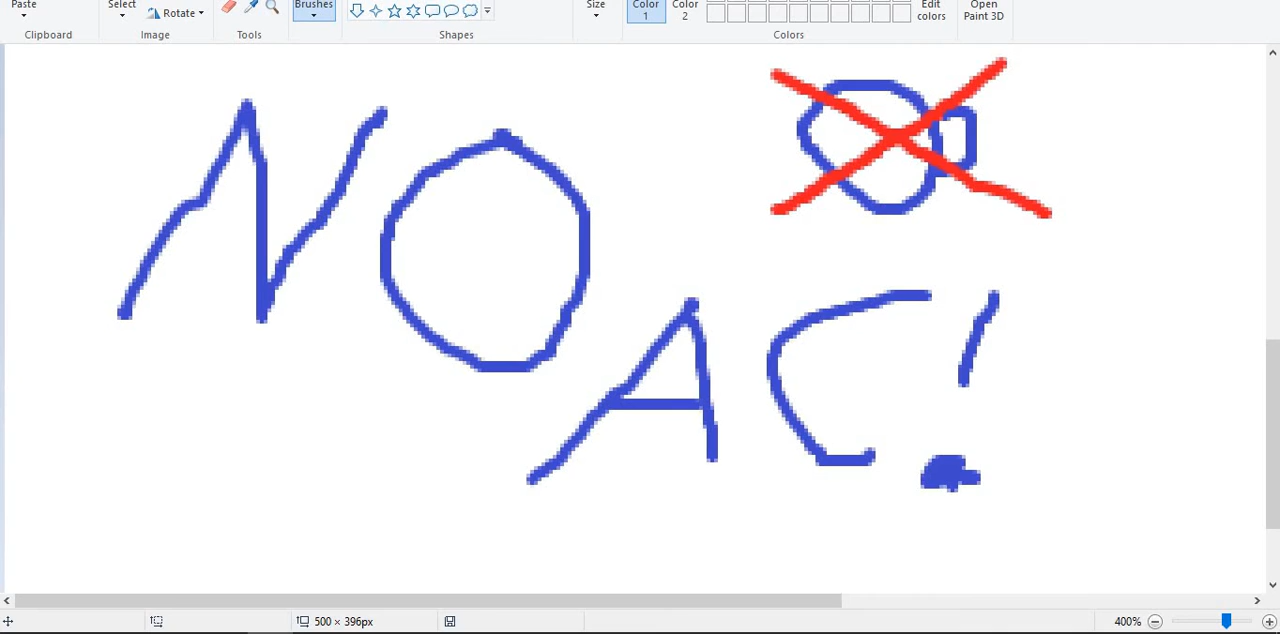 Paste
Select
Rotate
Brushes
Size
Color 1
Color 2
Edit colors
Open Paint 3D
Clipboard
Image
Tools
Shapes
Colors
NO
AC!
500 × 396px
400%